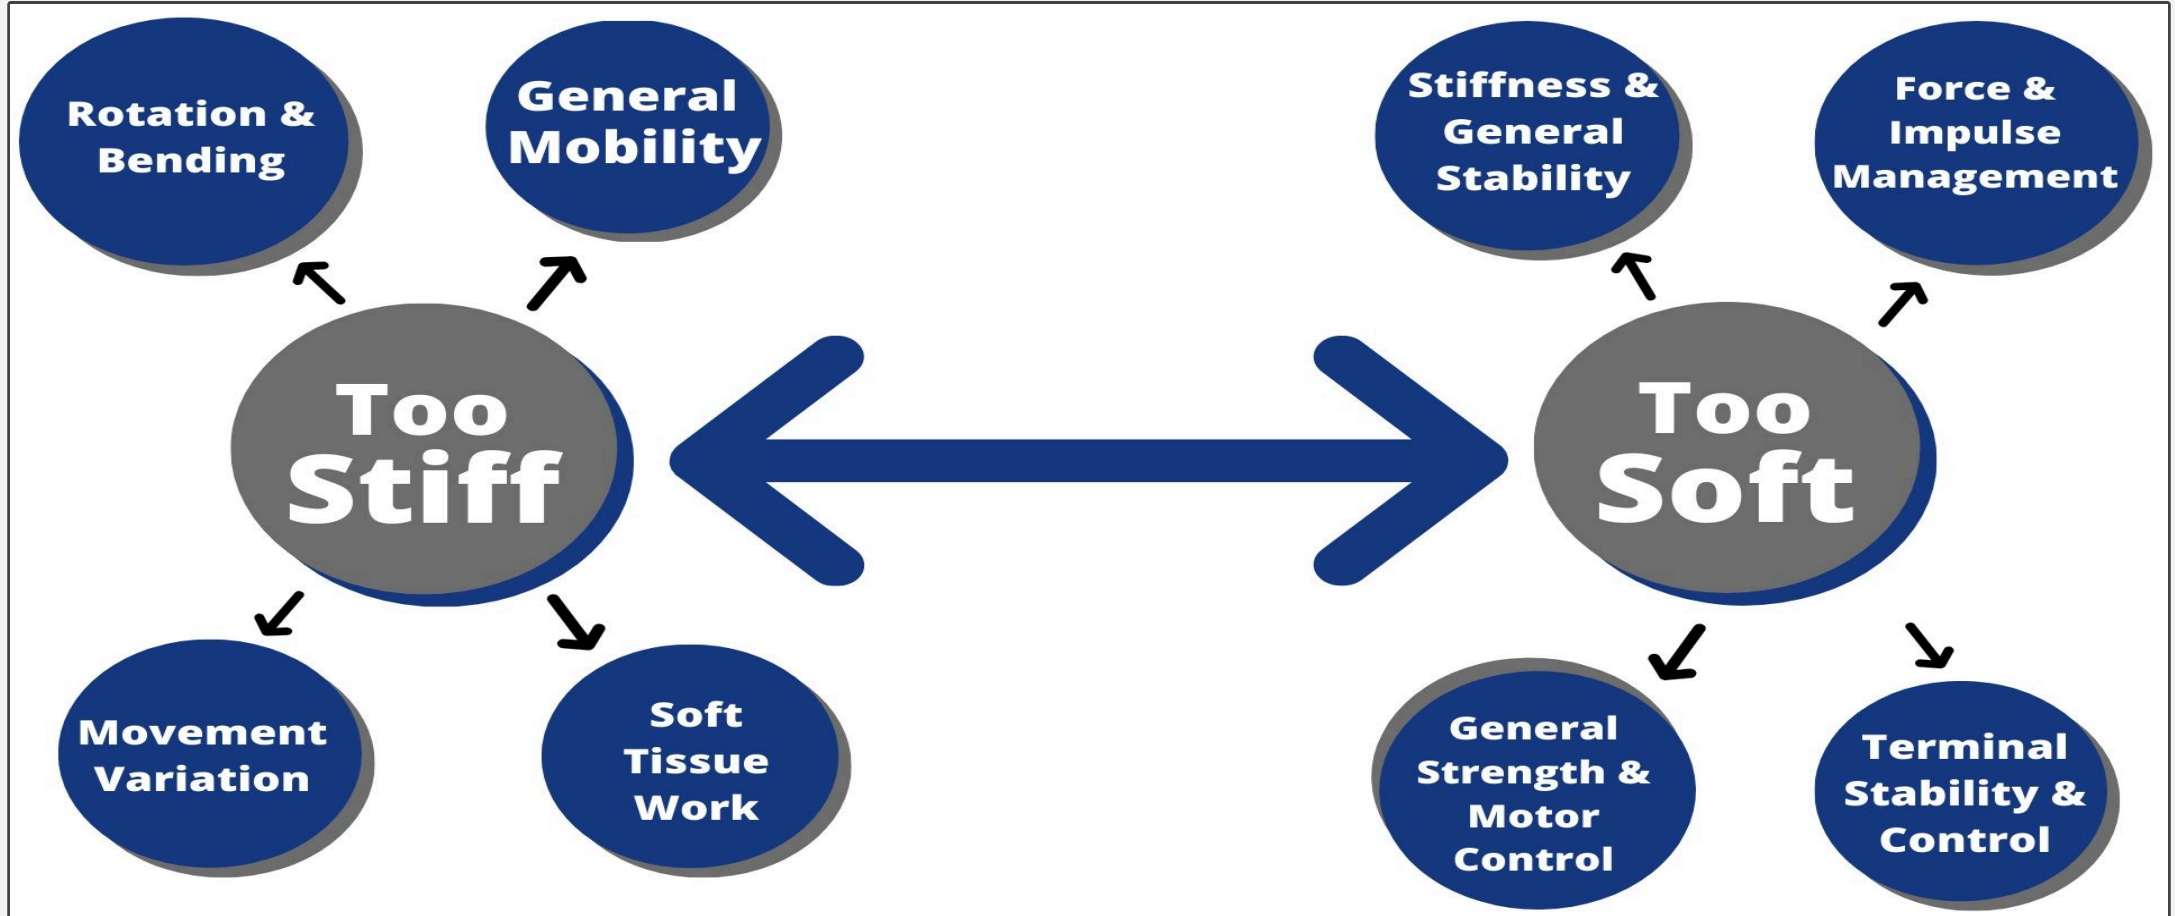 Rotation &
Bending
General
Mobility
Stiffness &
General
Stability
Force &
Impulse
Management
Too
Stiff
Too
Soft
Movement
Variation
Soft
Tissue
Work
General
Strength &
Motor
Control
Terminal
Stability &
Control